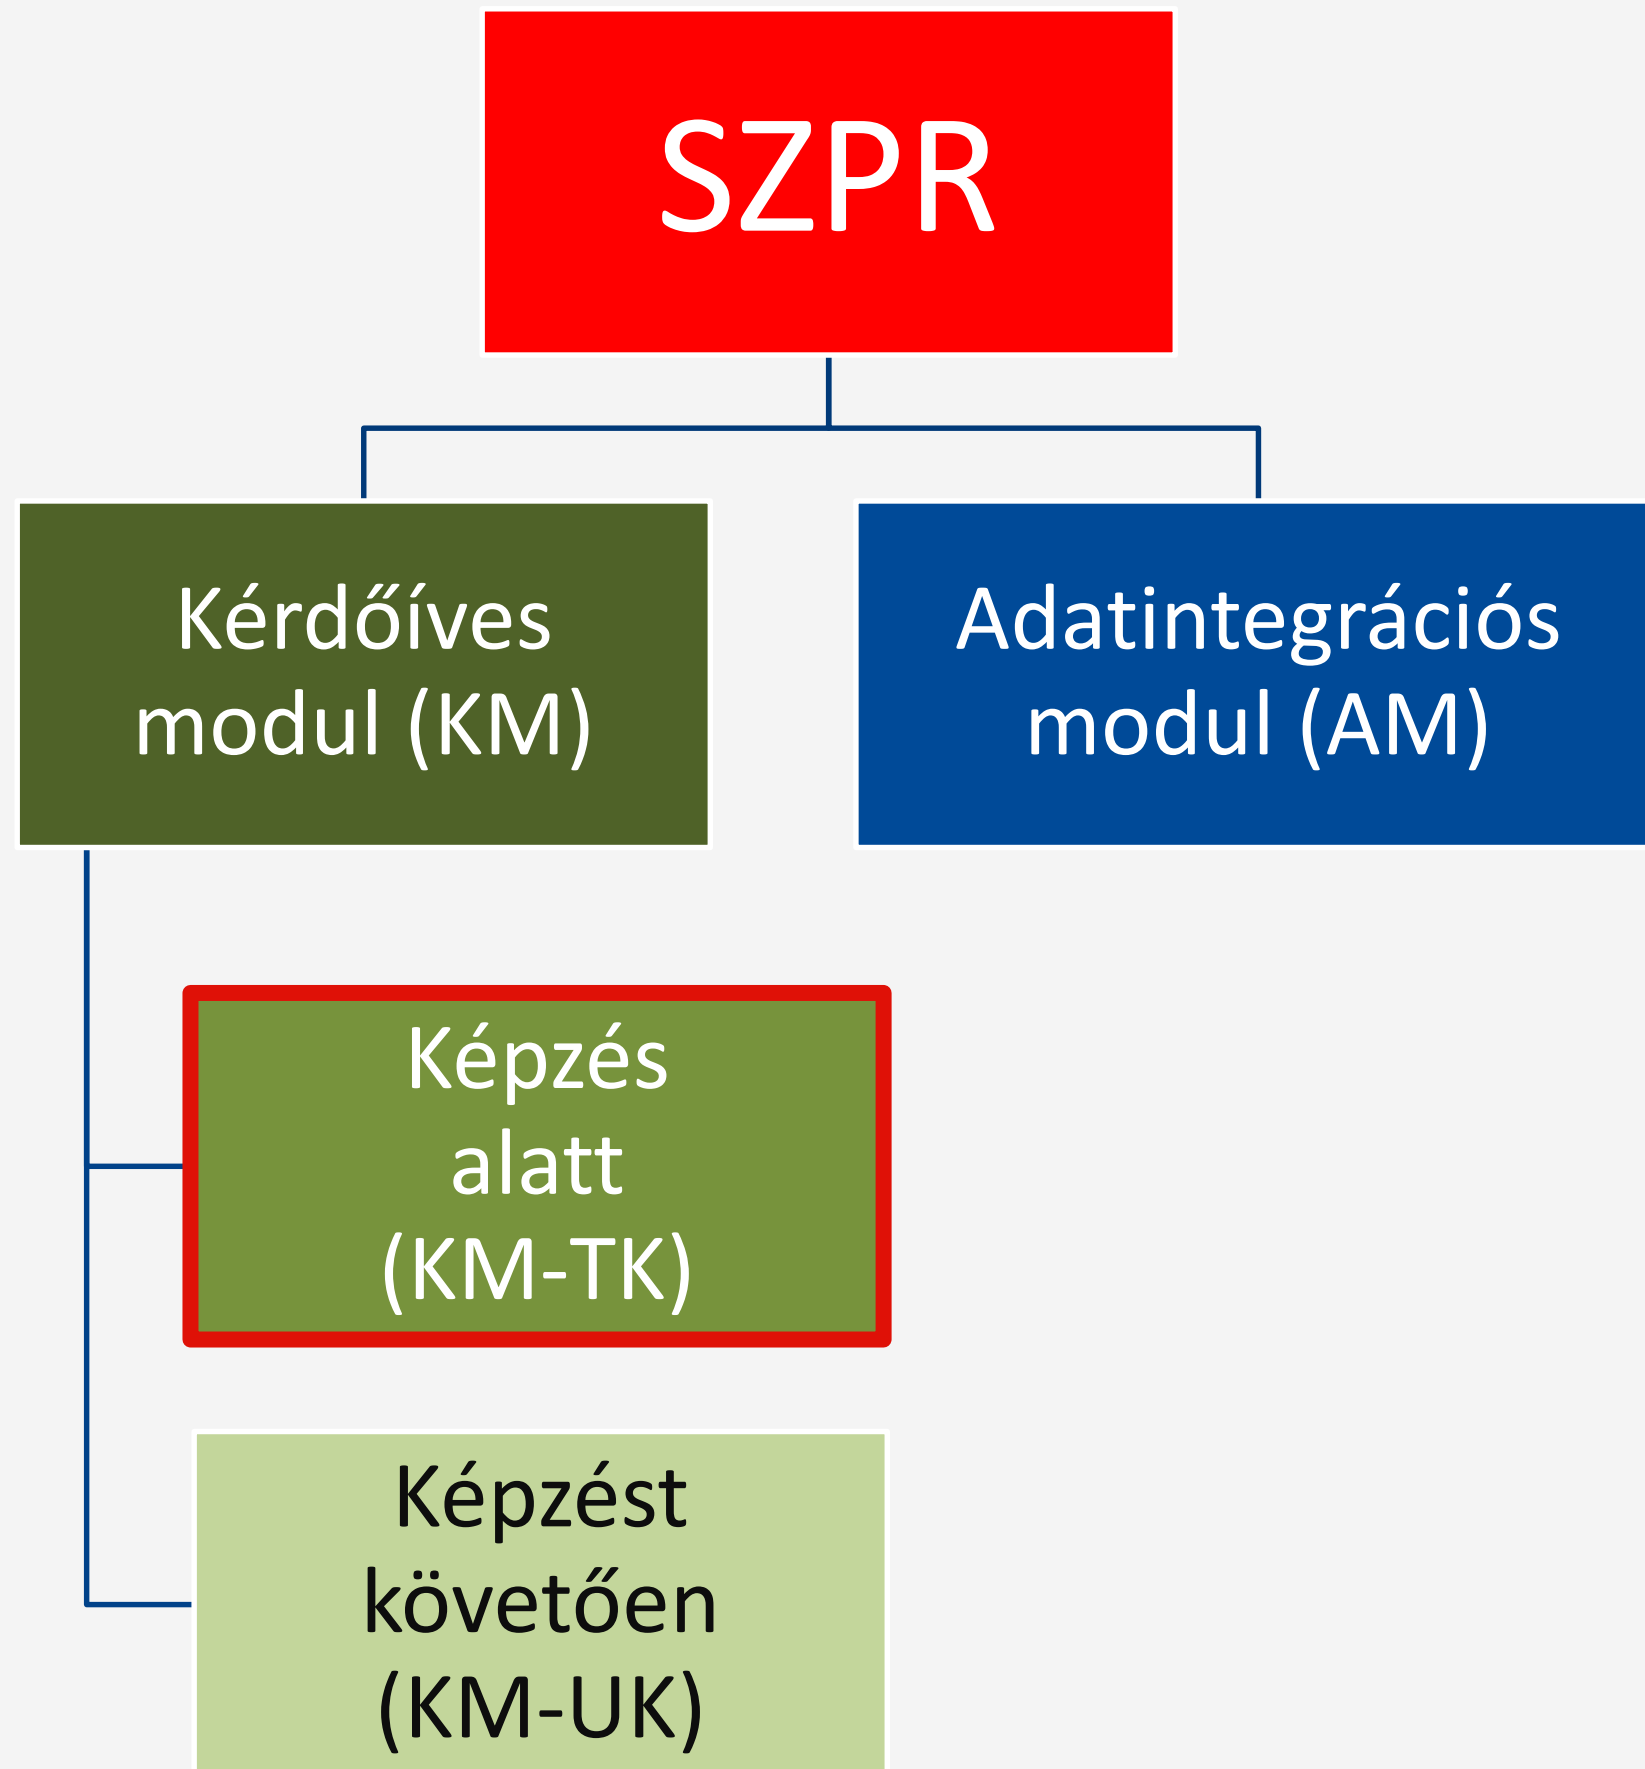 SZPR
Kérdőíves
modul (KM)
Adatintegrációs
modul (AM)
Képzés
alatt
(KM-TK)
Képzést
követően
(KM-UK)